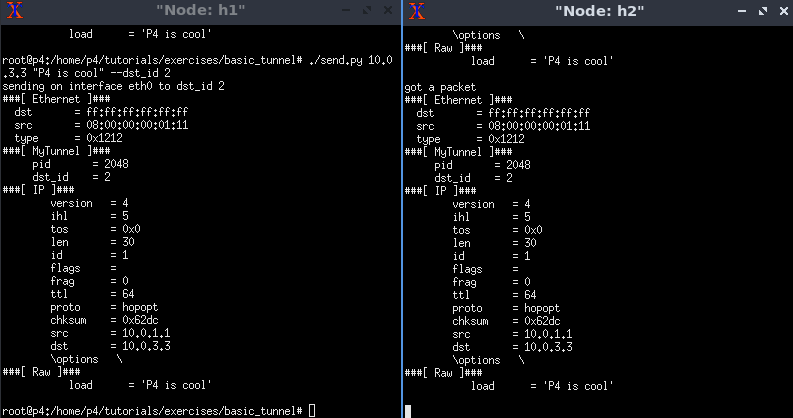 "Node: h1"
load = 'P4 is cool'
root@p4:/home/p4/tutorials/exercises/basic_tunnel# ./send.py 10.0
.3.3 "P4 is cool" --dst_id 2
sending on interface eth0 to dst_id 2
###[ Ethernet ]###
dst = ff:ff:ff:ff:ff:ff
src = 08:00:00:00:01:11
type = 0x1212
###[ MyTunnel ]###
pid = 2048
dst_id = 2
###[ IP ]###
version = 4
ihl = 5
tos = 0x0
len = 30
id = 1
flags =
frag = 0
ttl = 64
proto = hopopt
chksum = 0x62dc
src = 10.0.1.1
dst = 10.0.3.3
\options \
###[ Raw ]###
load = 'P4 is cool'
root@p4:/home/p4/tutorials/exercises/basic_tunnel#
"Node: h2"
\options \
###[ Raw ]###
load = 'P4 is cool'
got a packet
###[ Ethernet ]###
dst = ff:ff:ff:ff:ff:ff
src = 08:00:00:00:01:11
type = 0x1212
###[ MyTunnel ]###
pid = 2048
dst_id = 2
###[ IP ]###
version = 4
ihl = 5
tos = 0x0
len = 30
id = 1
flags =
frag = 0
ttl = 64
proto = hopopt
chksum = 0x62dc
src = 10.0.1.1
dst = 10.0.3.3
\options \
###[ Raw ]###
load = 'P4 is cool'